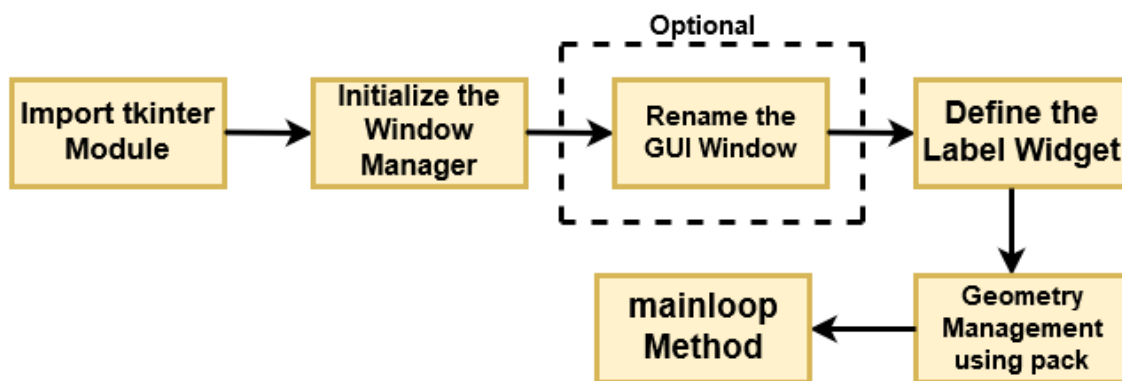 Optional
Import tkinter
Module
Initialize the
Window
Manager
Rename the
GUI Window
Define the
Label Widget
Geometry
Management
using pack
mainloop
Method